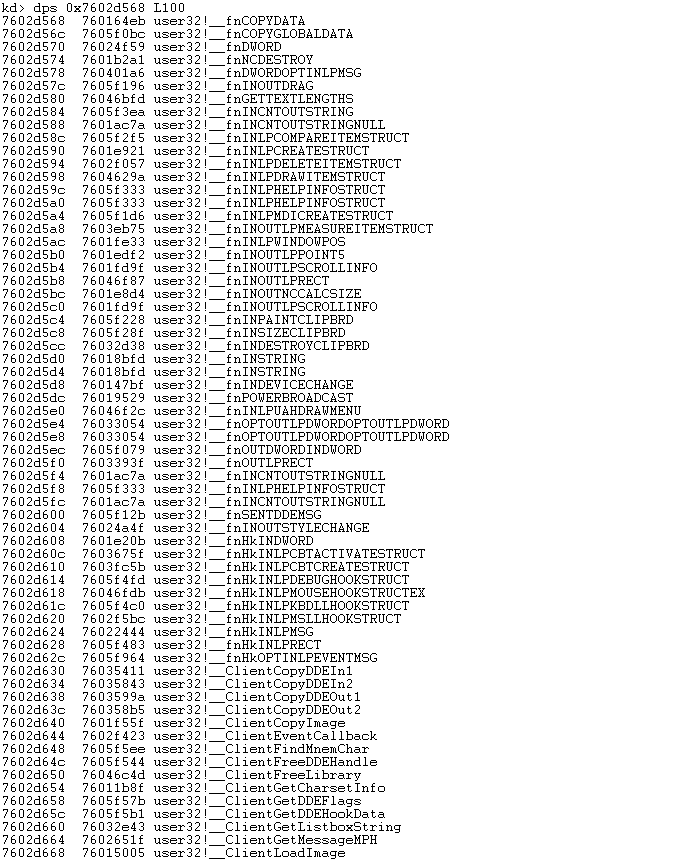 kd> dps 0x7602d568 L100
7602d568  760164eb user32!__fnCOPYDATA
7602d56c  7605f0bc user32!__fnCOPYGLOBALDATA
7602d570  76024f59 user32!__fnDWORD
7602d574  7601b2a1 user32!__fnNCDESTROY
7602d578  760401a6 user32!__fnDWORDOPTINLPMSG
7602d57c  7605f196 user32!__fnINOUTDRAG
7602d580  76046bfd user32!__fnGETTEXTLENGTHS
7602d584  7605f3ea user32!__fnINCNTOUTSTRING
7602d588  7601ac7a user32!__fnINCNTOUTSTRINGNULL
7602d58c  7605f2f5 user32!__fnINLPCOMPAREITEMSTRUCT
7602d590  7601e921 user32!__fnINLPCREATESTRUCT
7602d594  7602f057 user32!__fnINLPDELETEITEMSTRUCT
7602d598  7604629a user32!__fnINLPDRAWITEMSTRUCT
7602d59c  7605f333 user32!__fnINLPHELPINFOSTRUCT
7602d5a0  7605f333 user32!__fnINLPHELPINFOSTRUCT
7602d5a4  7605f1d6 user32!__fnINLPMDICREATESTRUCT
7602d5a8  7603eb75 user32!__fnINOUTLPMEASUREITEMSTRUCT
7602d5ac  7601fe33 user32!__fnINLPWINDOWPOS
7602d5b0  7601edf2 user32!__fnINOUTLPPOINT5
7602d5b4  7601fd9f user32!__fnINOUTLPSCROLLINFO
7602d5b8  76046f87 user32!__fnINOUTLPRECT
7602d5bc  7601e8d4 user32!__fnINOUTNCCALCSIZE
7602d5c0  7601fd9f user32!__fnINOUTLPSCROLLINFO
7602d5c4  7605f228 user32!__fnINPAINTCLIPBRD
7602d5c8  7605f28f user32!__fnINSIZECLIPBRD
7602d5cc  76032d38 user32!__fnINDESTROYCLIPBRD
7602d5d0  76018bfd user32!__fnINSTRING
7602d5d4  76018bfd user32!__fnINSTRING
7602d5d8  760147bf user32!__fnINDEVICECHANGE
7602d5dc  76019529 user32!__fnPOWERBROADCAST
7602d5e0  76046f2c user32!__fnINLPUAHDRAWMENU
7602d5e4  76033054 user32!__fnOPTOUTLPDWORDOPTOUTLPDWORD
7602d5e8  76033054 user32!__fnOPTOUTLPDWORDOPTOUTLPDWORD
7602d5ec  7605f079 user32!__fnOUTDWORDINDWORD
7602d5f0  7603393f user32!__fnOUTLPRECT
7602d5f4  7601ac7a user32!__fnINCNTOUTSTRINGNULL
7602d5f8  7605f333 user32!__fnINLPHELPINFOSTRUCT
7602d5fc  7601ac7a user32!__fnINCNTOUTSTRINGNULL
7602d600  7605f12b user32!__fnSENTDDEMSG
7602d604  76024a4f user32!__fnINOUTSTYLECHANGE
7602d608  7601e20b user32!__fnHkINDWORD
7602d60c  7603675f user32!__fnHkINLPCBTACTIVATESTRUCT
7602d610  7603fc5b user32!__fnHkINLPCBTCREATESTRUCT
7602d614  7605f4fd user32!__fnHkINLPDEBUGHOOKSTRUCT
7602d618  76046fdb user32!__fnHkINLPMOUSEHOOKSTRUCTEX
7602d61c  7605f4c0 user32!__fnHkINLPKBDLLHOOKSTRUCT
7602d620  7602f5bc user32!__fnHkINLPMSLLHOOKSTRUCT
7602d624  76022444 user32!__fnHkINLPMSG
7602d628  7605f483 user32!__fnHkINLPRECT
7602d62c  7605f964 user32!__fnHkOPTINLPEVENTMSG
7602d630  76035411 user32!__ClientCopyDDEIn1
7602d634  76035843 user32!__ClientCopyDDEIn2
7602d638  7603599a user32!__ClientCopyDDEOut1
7602d63c  760358b5 user32!__ClientCopyDDEOut2
7602d640  7601f55f user32!__ClientCopyImage
7602d644  7602f423 user32!__ClientEventCallback
7602d648  7605f5ee user32!__ClientFindMnemChar
7602d64c  7605f544 user32!__ClientFreeDDEHandle
7602d650  76046c4d user32!__ClientFreeLibrary
7602d654  76011b8f user32!__ClientGetCharsetInfo
7602d658  7605f57b user32!__ClientGetDDEFlags
7602d65c  7605f5b1 user32!__ClientGetDDEHookData
7602d660  76032e43 user32!__ClientGetListboxString
7602d664  7602651f user32!__ClientGetMessageMPH
7602d668  76015005 user32!__ClientLoadImage